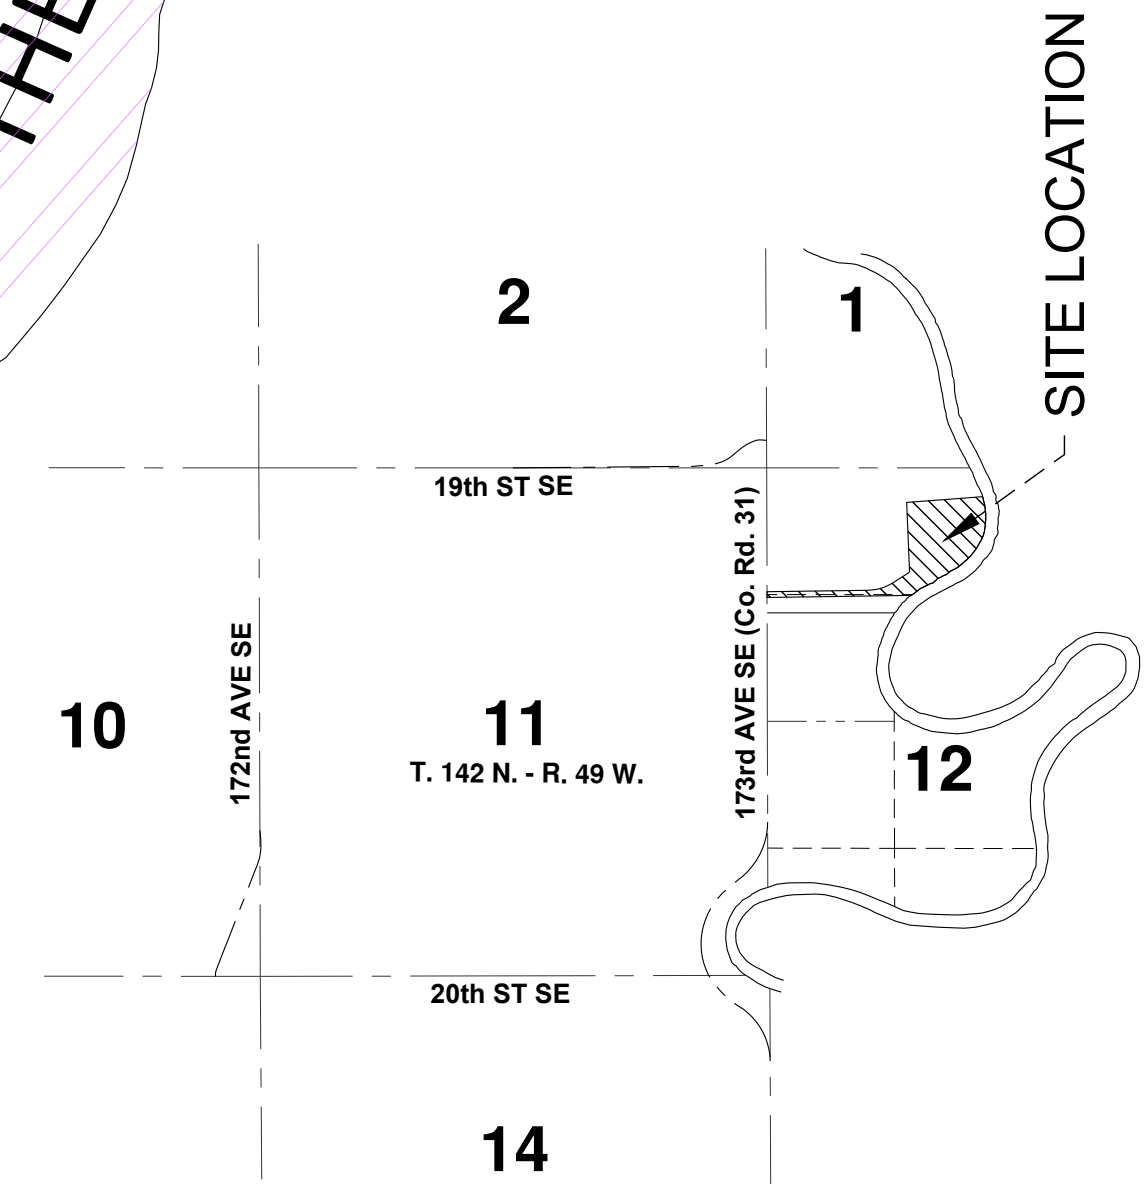 THE
SITE LOCATION
2
1
19th ST SE
173rd AVE SE (Co. Rd. 31)
172nd AVE SE
10
11
T. 142 N. - R. 49 W.
12
20th ST SE
14